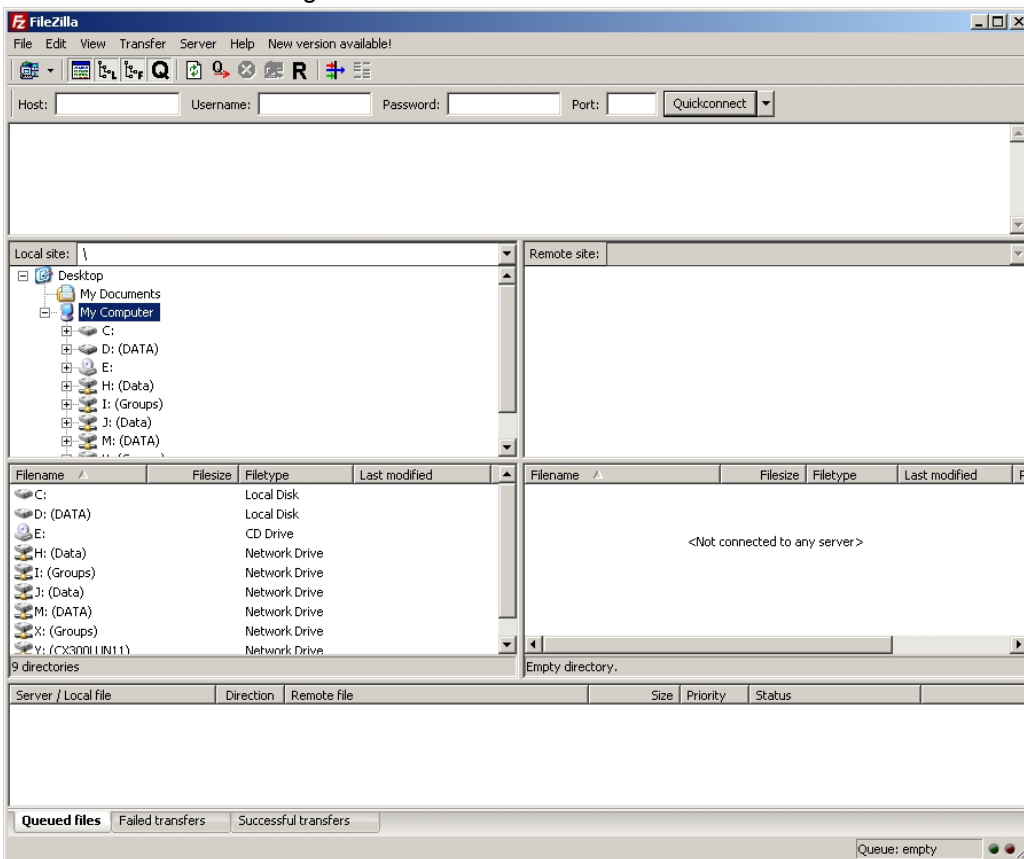 FileZilla
File Edit View Transfer Server Help New version available!
Q R
Host: Username: Password: Port: Quickconnect
Local site: \
Remote site:
Desktop
My Documents
My Computer
C:
D: (DATA)
E:
H: (Data)
I: (Groups)
J: (Data)
M: (DATA)
Filename Filesize Filetype Last modified
C: Local Disk
D: (DATA) Local Disk
E: CD Drive
H: (Data) Network Drive
I: (Groups) Network Drive
J: (Data) Network Drive
M: (DATA) Network Drive
X: (Groups) Network Drive
Y: (CX300LUN11) Network Drive
9 directories
Filename Filesize Filetype Last modified
<Not connected to any server>
Empty directory.
Server / Local file Direction Remote file Size Priority Status
Queued files Failed transfers Successful transfers
Queue: empty